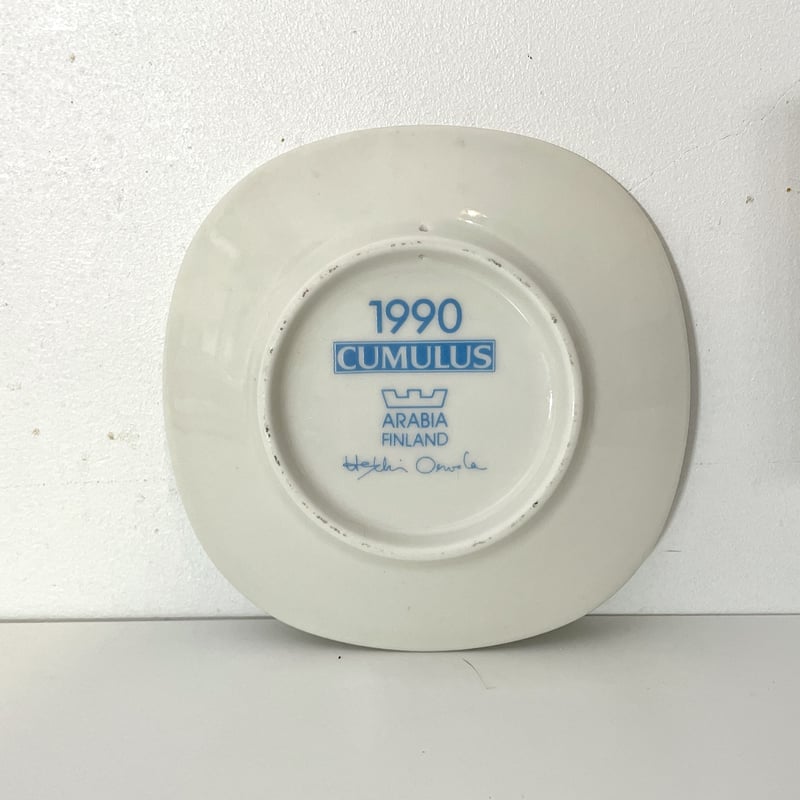 1990
CUMULUS
ARABIA
FINLAND
Heikki Orvola